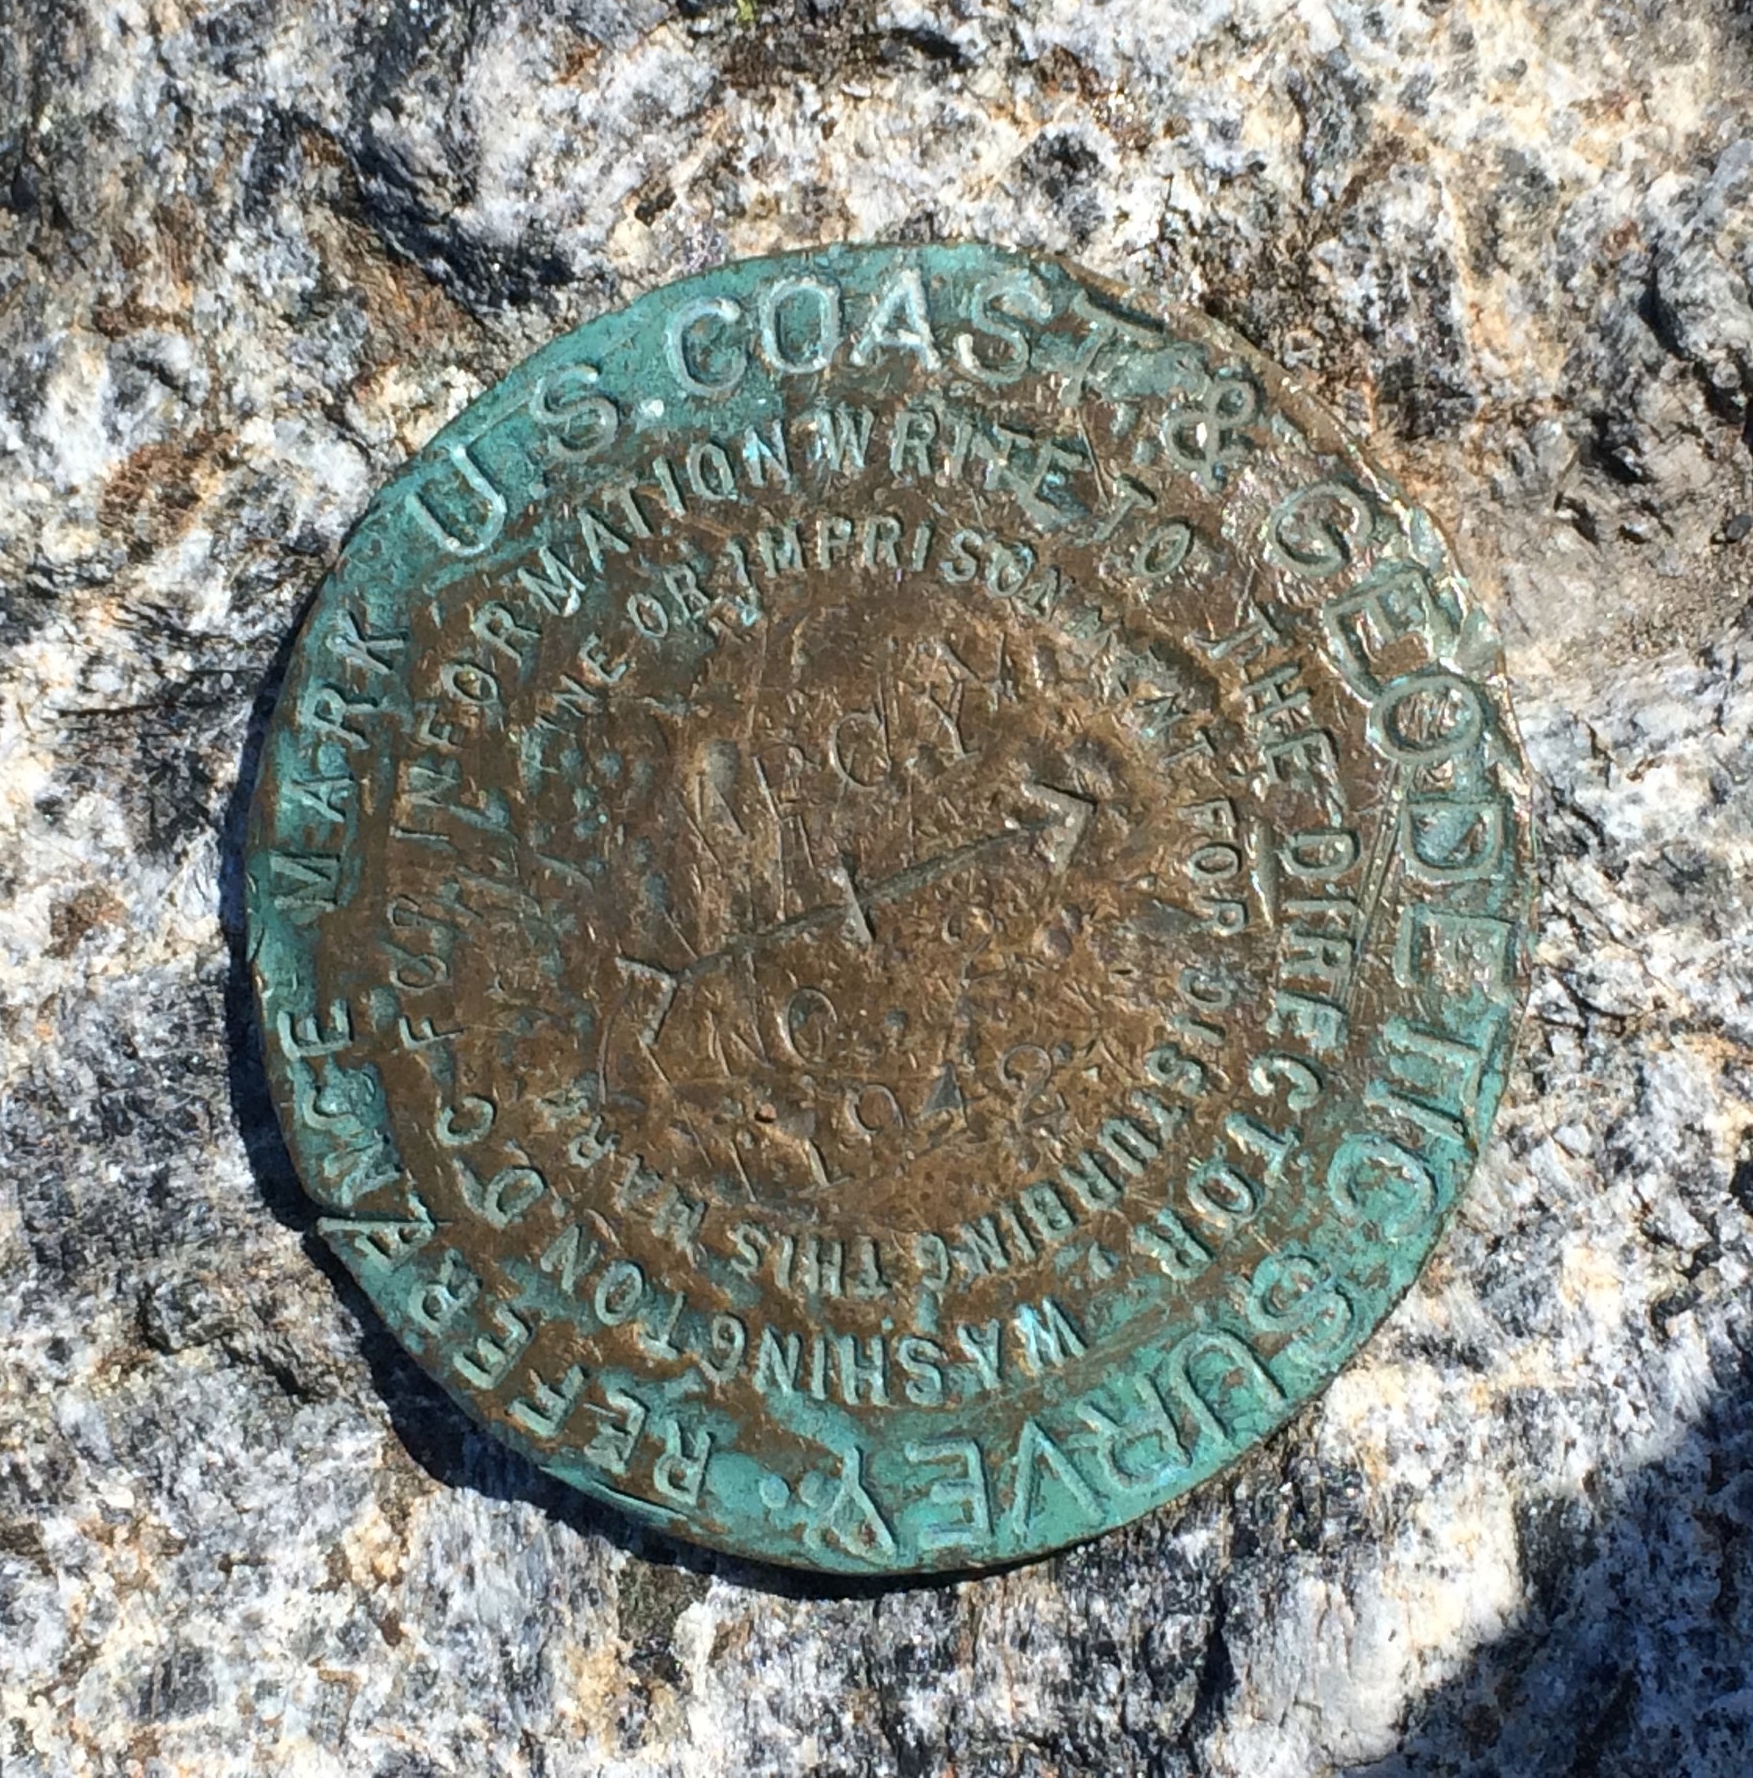 U.S. COAST & GEODETIC SURVEY
REFERENCE MARK
FOR INFORMATION WRITE TO THE DIRECTOR, WASHINGTON D C
FINE OR IMPRISONMENT FOR DISTURBING THIS MARK
NO. 2
1942